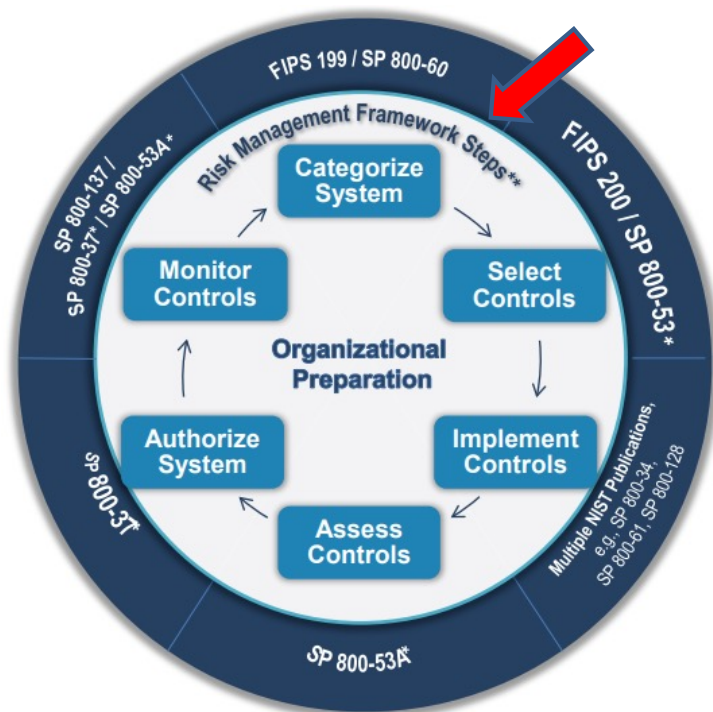 FIPS 199 / SP 800-60
FIPS 200 / SP 800-53*
Multiple NIST Publications,
e.g., SP 800-34,
SP 800-61, SP 800-128
SP 800-53A*
SP 800-37*
SP 800-137 /
SP 800-37* / SP 800-53A*
Risk Management Framework Steps**
Categorize
System
Select
Controls
Implement
Controls
Assess
Controls
Authorize
System
Monitor
Controls
Organizational
Preparation